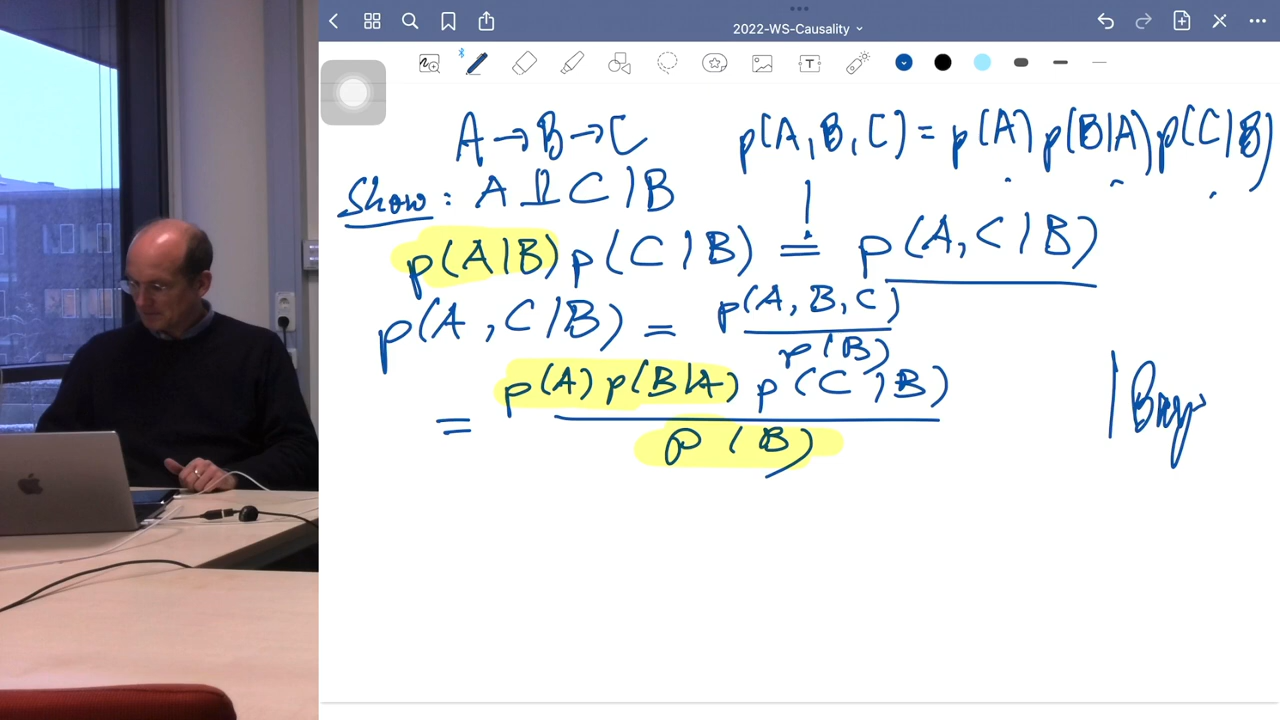 2022-WS-Causality
A → B → C p(A, B, C) = p(A) p(B|A) p(C|B)
Show: A ⫫ C | B
p(A|B) p(C|B) = p(A, C | B)
p(A, C | B) = p(A, B, C)
p(B)
= p(A) p(B|A) p(C | B)
p(B)